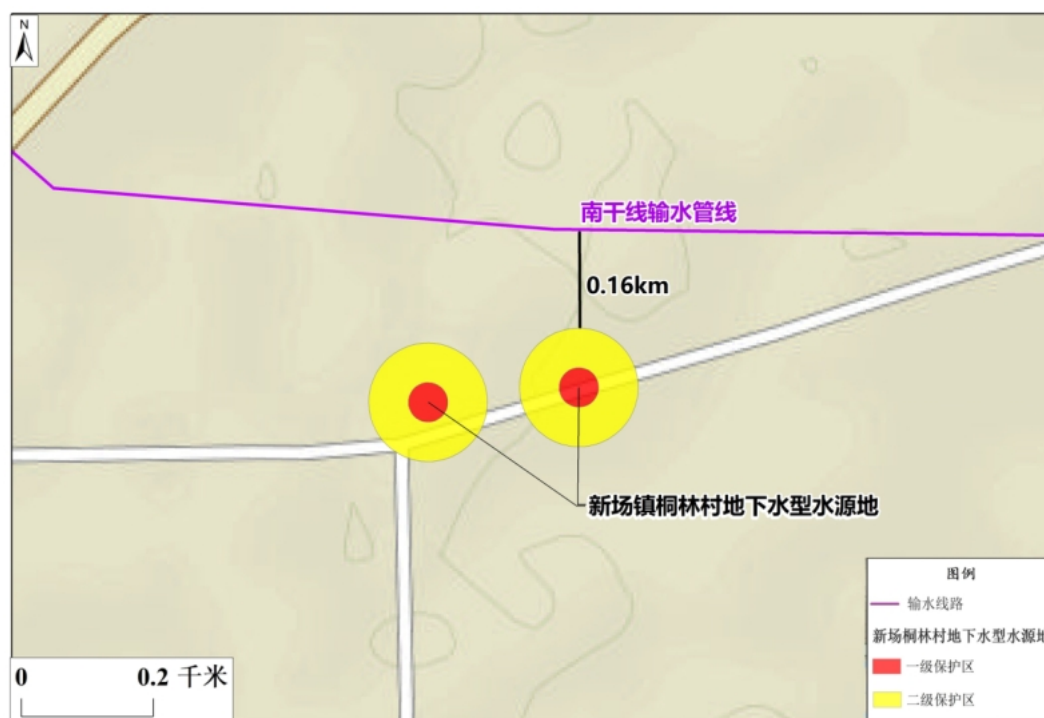 N
南干线输水管线
0.16km
新场镇桐林村地下水型水源地
图例
输水线路
新场桐林村地下水型水源地
一级保护区
二级保护区
0 0.2 千米